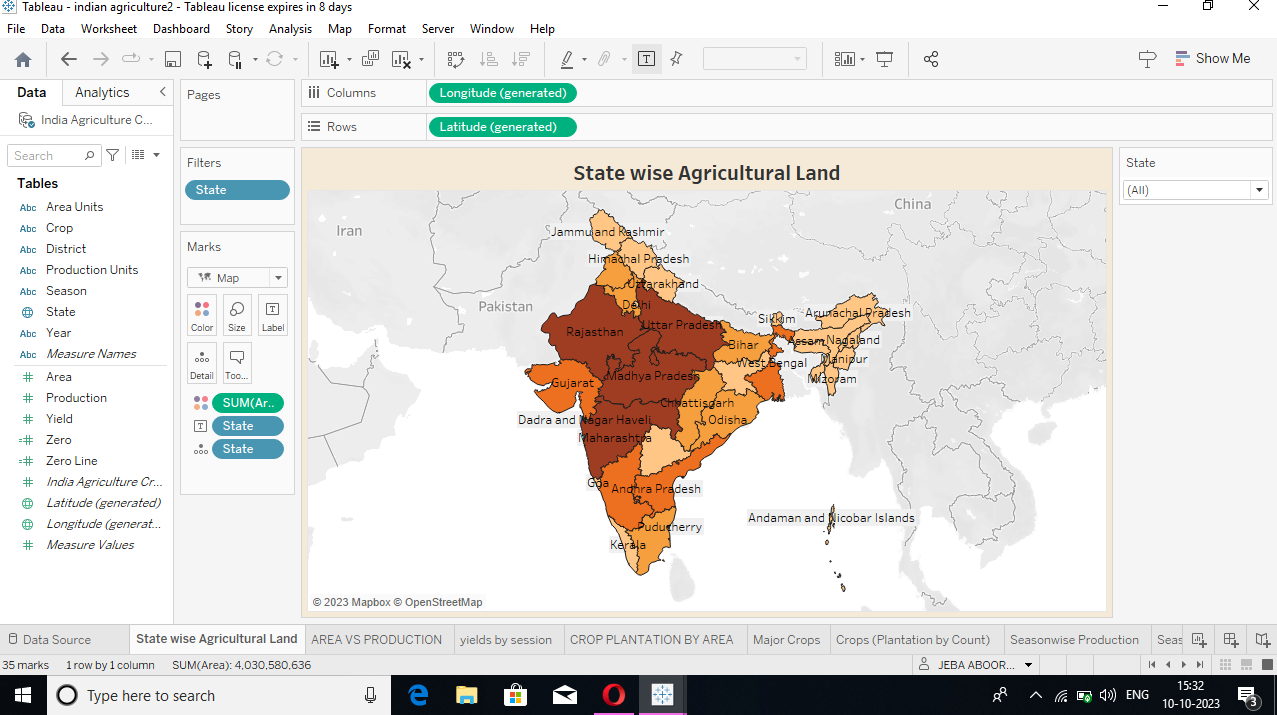 Tableau - indian agriculture2 - Tableau license expires in 8 days
File Data Worksheet Dashboard Story Analysis Map Format Server Window Help
Show Me
Data Analytics
India Agriculture C...
Search
Tables
Abc Area Units
Abc Crop
Abc District
Abc Production Units
Abc Season
State
Abc Year
Abc Measure Names
Area
Production
Yield
Zero
Zero Line
India Agriculture Cr...
Latitude (generated)
Longitude (generat...
Measure Values
Pages
Filters
State
Marks
Map
Color Size Label
Detail Too...
SUM(Ar..
State
State
Columns Longitude (generated)
Rows Latitude (generated)
State wise Agricultural Land
China
Iran
Jammu and Kashmir
Himachal Pradesh
Uttarakhand
Pakistan
Delhi
Arunachal Pradesh
Sikkim
Uttar Pradesh
Rajasthan
Assam
Nagaland
Bihar
Manipur
West Bengal
Madhya Pradesh
Mizoram
Gujarat
Chhattisgarh
Dadra and Nagar Haveli
Odisha
Maharashtra
Goa
Andhra Pradesh
Andaman and Nicobar Islands
Puducherry
Kerala
© 2023 Mapbox © OpenStreetMap
State
(All)
Data Source State wise Agricultural Land AREA VS PRODUCTION yields by session CROP PLANTATION BY AREA Major Crops Crops (Plantation by Count) Seasonwise Production Seas
35 marks 1 row by 1 column SUM(Area): 4,030,580,636 JEBA ABOOR...
Type here to search
ENG
15:32
10-10-2023
3